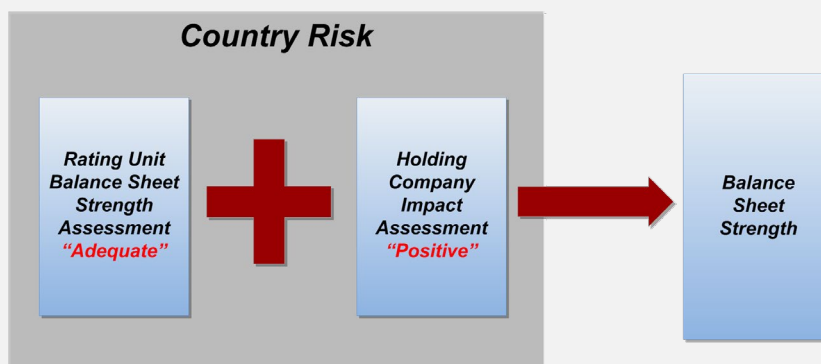 Country Risk
Rating Unit
Balance Sheet
Strength
Assessment
“Adequate”
Holding
Company
Impact
Assessment
“Positive”
Balance
Sheet
Strength